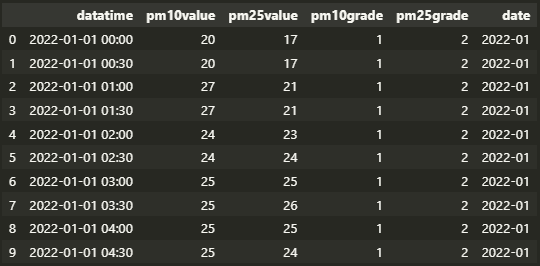 datatime pm10value pm25value pm10grade pm25grade date
0 2022-01-01 00:00 20 17 1 2 2022-01
1 2022-01-01 00:30 20 17 1 2 2022-01
2 2022-01-01 01:00 27 21 1 2 2022-01
3 2022-01-01 01:30 27 21 1 2 2022-01
4 2022-01-01 02:00 24 23 1 2 2022-01
5 2022-01-01 02:30 24 24 1 2 2022-01
6 2022-01-01 03:00 25 25 1 2 2022-01
7 2022-01-01 03:30 25 26 1 2 2022-01
8 2022-01-01 04:00 25 25 1 2 2022-01
9 2022-01-01 04:30 25 24 1 2 2022-01